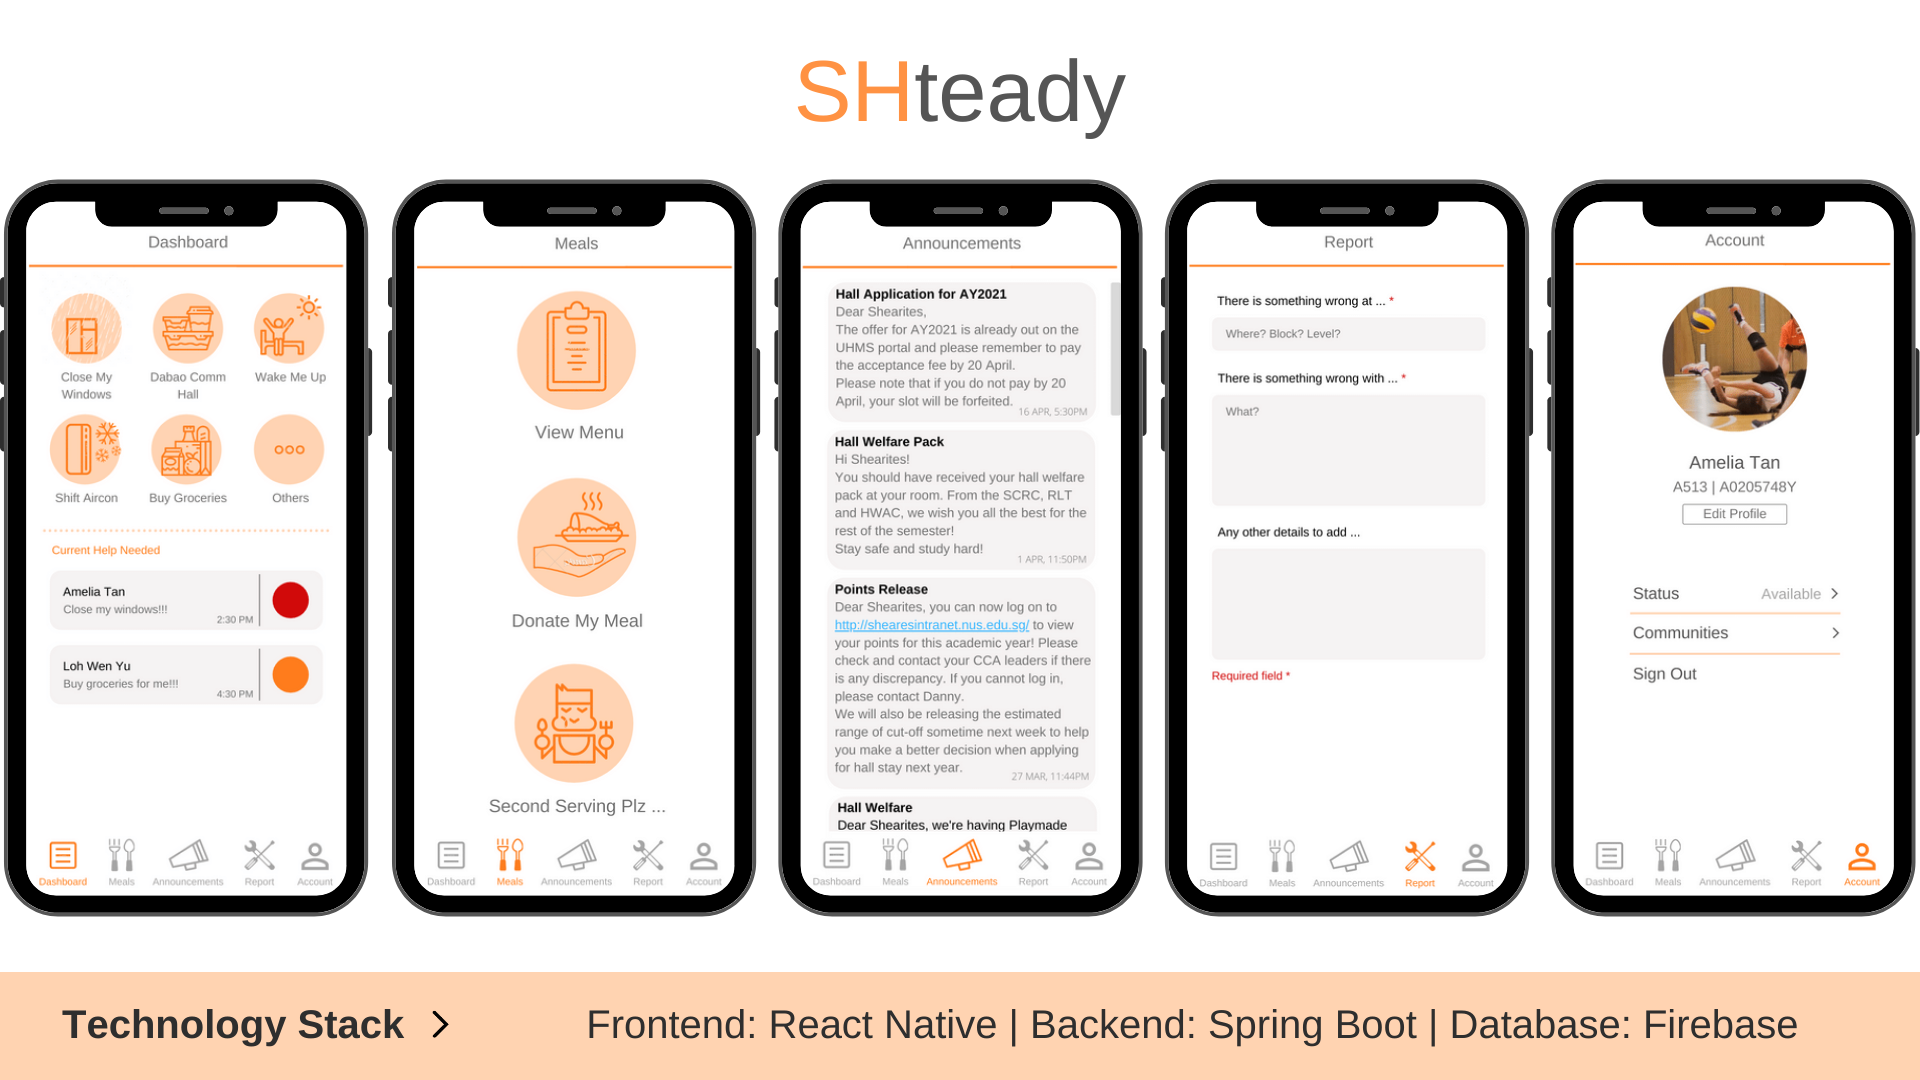 SHteady
Dashboard
Close My
Windows
Dabao Comm
Hall
Wake Me Up
Shift Aircon
Buy Groceries
Others
Current Help Needed
Amelia Tan
Close my windows!!!
2:30 PM
Loh Wen Yu
Buy groceries for me!!!
4:30 PM
Dashboard
Meals
Announcements
Report
Account
Meals
View Menu
Donate My Meal
Second Serving Plz ...
Dashboard
Meals
Announcements
Report
Account
Announcements
Hall Application for AY2021
Dear Shearites,
The offer for AY2021 is already out on the
UHMS portal and please remember to pay
the acceptance fee by 20 April.
Please note that if you do not pay by 20
April, your slot will be forfeited.
16 APR, 5:30PM
Hall Welfare Pack
Hi Shearites!
You should have received your hall welfare
pack at your room. From the SCRC, RLT
and HWAC, we wish you all the best for the
rest of the semester!
Stay safe and study hard!
1 APR, 11:50PM
Points Release
Dear Shearites, you can now log on to
http://shearesintranet.nus.edu.sg/ to view
your points for this academic year! Please
check and contact your CCA leaders if there
is any discrepancy. If you cannot log in,
please contact Danny.
We will also be releasing the estimated
range of cut-off sometime next week to help
you make a better decision when applying
for hall stay next year.
27 MAR, 11:44PM
Hall Welfare
Dear Shearites, we're having Playmade
Dashboard
Meals
Announcements
Report
Account
Report
There is something wrong at ... *
Where? Block? Level?
There is something wrong with ... *
What?
Any other details to add ...
Required field *
Dashboard
Meals
Announcements
Report
Account
Account
Amelia Tan
A513 | A0205748Y
Edit Profile
Status Available
Communities
Sign Out
Dashboard
Meals
Announcements
Report
Account
Technology Stack
Frontend: React Native | Backend: Spring Boot | Database: Firebase